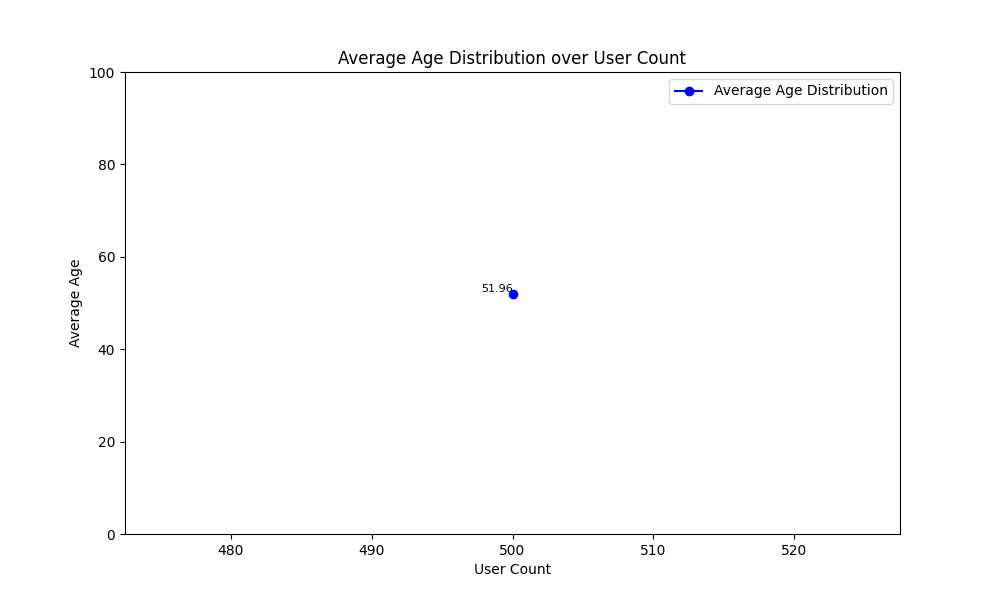 Average Age Distribution over User Count
Average Age Distribution
100
80
60
40
20
0
Average Age
51.96
480 490 500 510 520
User Count